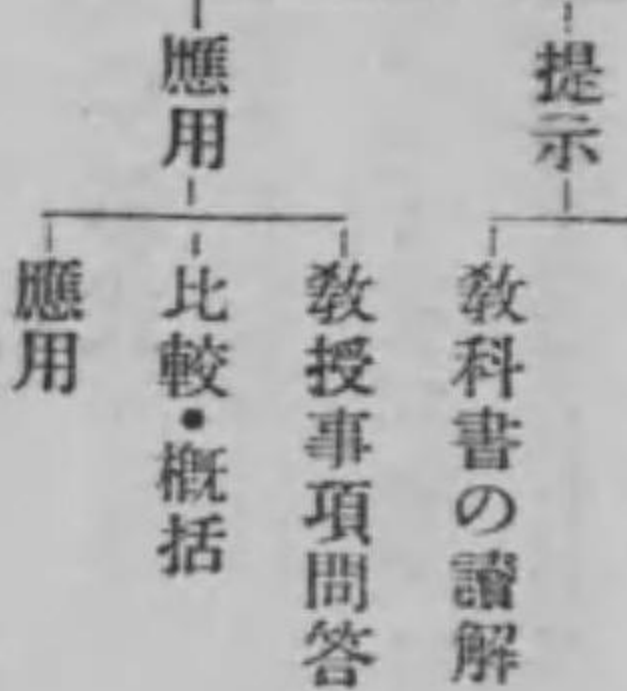 提示
教科書の讀解
應用
教授事項問答
比較・概括
應用